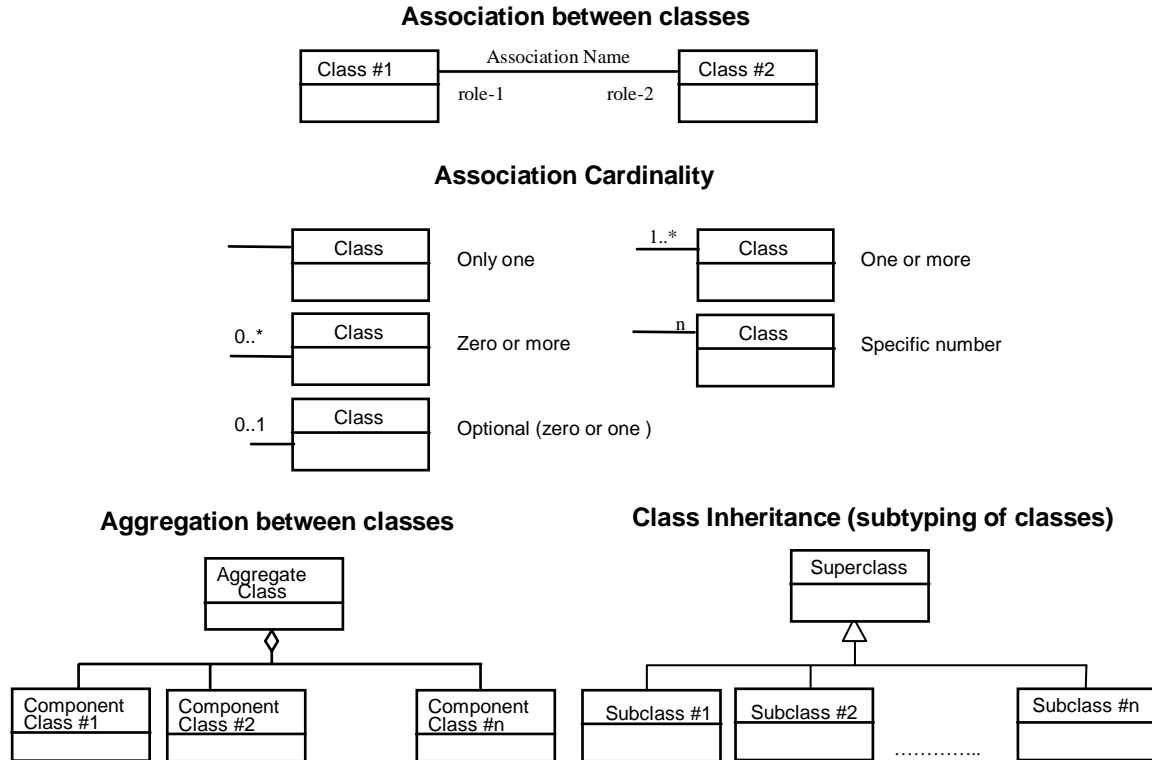 Association between classes
Class #1
Association Name
Class #2
role-1
role-2
Association Cardinality
Class
Only one
1..*
Class
One or more
0..*
Class
Zero or more
n
Class
Specific number
0..1
Class
Optional (zero or one )
Aggregation between classes
Class Inheritance (subtyping of classes)
Aggregate
Class
Superclass
Component
Class #1
Component
Class #2
Component
Class #n
Subclass #1
Subclass #2
…………..
Subclass #n